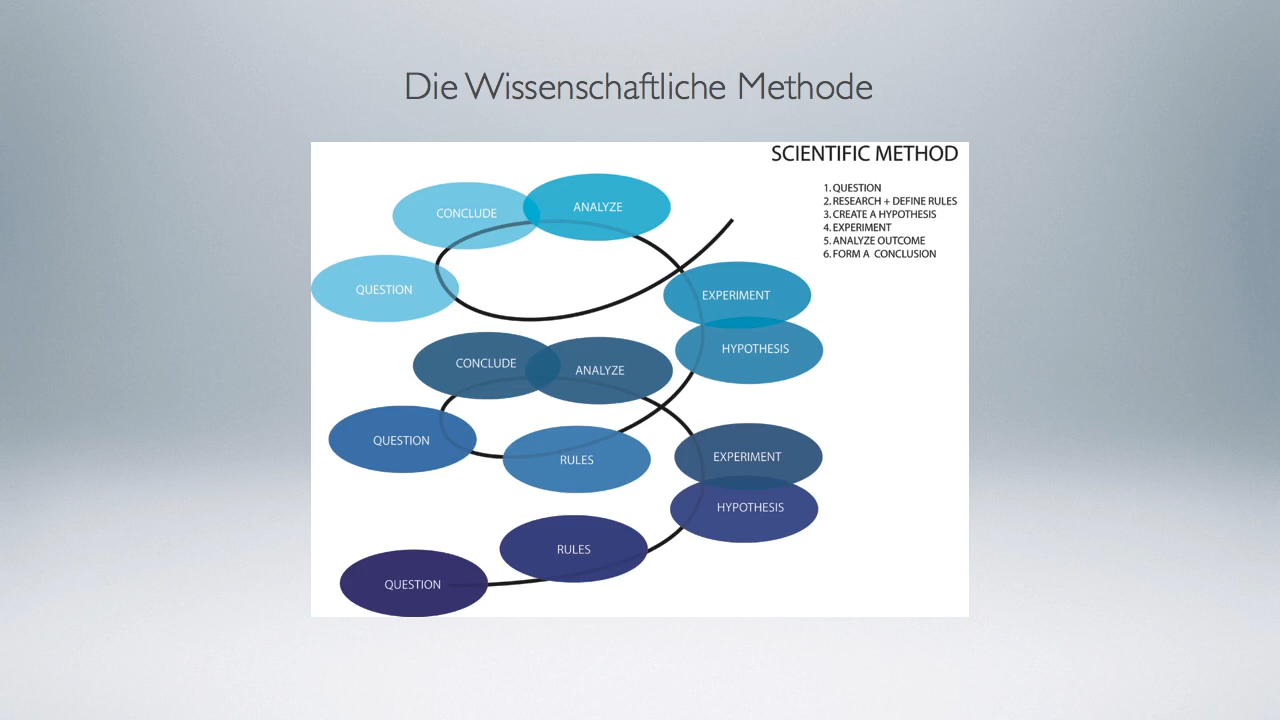 Die Wissenschaftliche Methode
SCIENTIFIC METHOD
1. QUESTION
2. RESEARCH + DEFINE RULES
3. CREATE A HYPOTHESIS
4. EXPERIMENT
5. ANALYZE OUTCOME
6. FORM A CONCLUSION
CONCLUDE
ANALYZE
QUESTION
EXPERIMENT
HYPOTHESIS
CONCLUDE
ANALYZE
QUESTION
RULES
EXPERIMENT
HYPOTHESIS
RULES
QUESTION